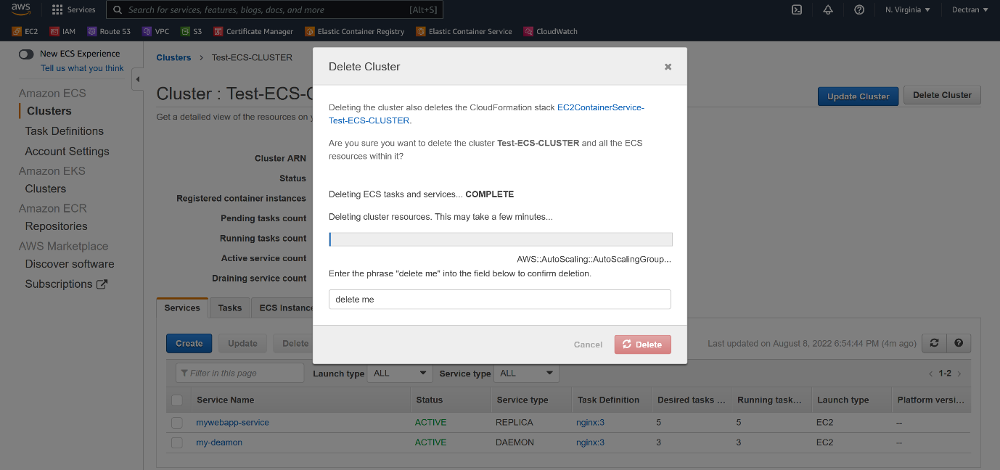 aws
Services
Search for services, features, blogs, docs, and more
[Alt+S]
N. Virginia
Dectran
EC2
IAM
Route 53
VPC
S3
Certificate Manager
Elastic Container Registry
Elastic Container Service
CloudWatch
New ECS Experience
Tell us what you think
Amazon ECS
Clusters
Task Definitions
Account Settings
Amazon EKS
Clusters
Amazon ECR
Repositories
AWS Marketplace
Discover software
Subscriptions
Clusters > Test-ECS-CLUSTER
Cluster : Test-ECS-
Update Cluster
Delete Cluster
Get a detailed view of the resources on
Cluster ARN
Status
Registered container instances
Pending tasks count
Running tasks count
Active service count
Draining service count
Delete Cluster
Deleting the cluster also deletes the CloudFormation stack EC2ContainerService-
Test-ECS-CLUSTER.
Are you sure you want to delete the cluster Test-ECS-CLUSTER and all the ECS
resources within it?
Deleting ECS tasks and services... COMPLETE
Deleting cluster resources. This may take a few minutes...
AWS::AutoScaling::AutoScalingGroup...
Enter the phrase "delete me" into the field below to confirm deletion.
delete me
Cancel
Delete
Services
Tasks
ECS Instanc
Create
Update
Delete
Last updated on August 8, 2022 6:54:44 PM (4m ago)
Filter in this page
Launch type
ALL
Service type
ALL
< 1-2 >
Service Name
Status
Service type
Task Definition
Desired tasks ...
Running task...
Launch type
Platform versi...
mywebapp-service
ACTIVE
REPLICA
nginx:3
5
5
EC2
--
my-deamon
ACTIVE
DAEMON
nginx:3
3
3
EC2
--